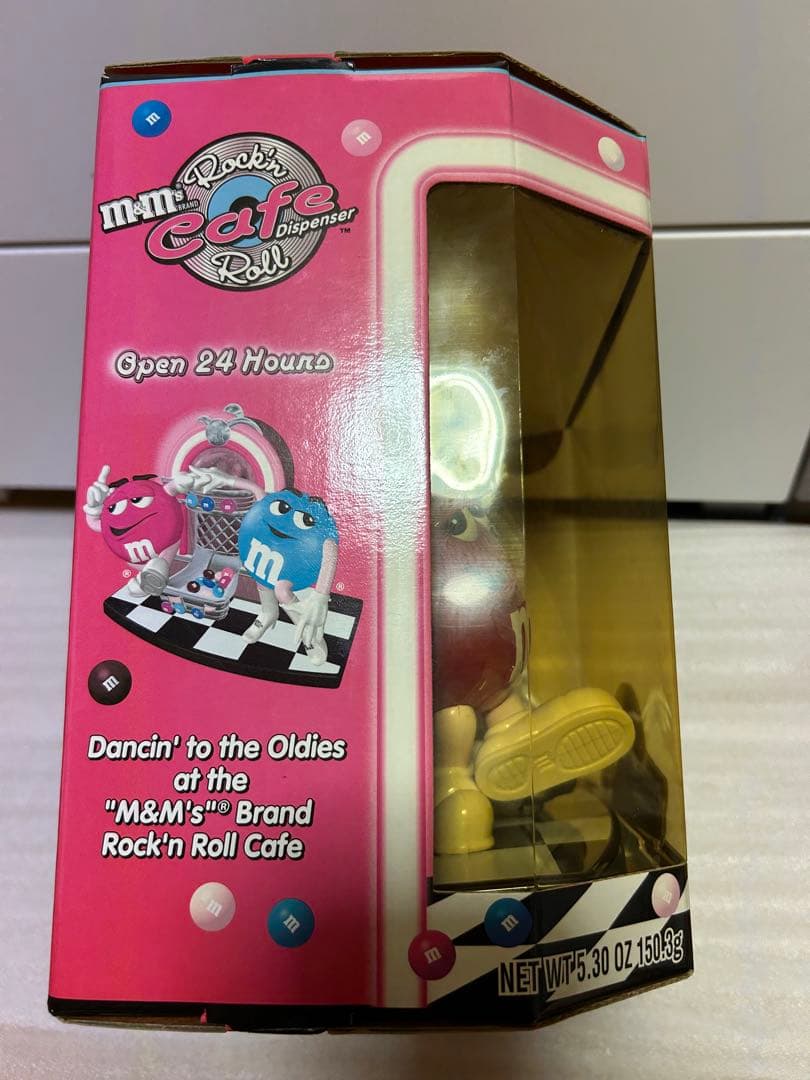 Rock'n
m&m's®
BRAND
Cafe
Dispenser
™
Roll
Open 24 Hours
m
m
m
m
m
m
®
®
m
Dancin' to the Oldies
at the
"M&M's"® Brand
Rock'n Roll Cafe
m
m
m
m
m
NET WT 5.30 OZ 150.3g